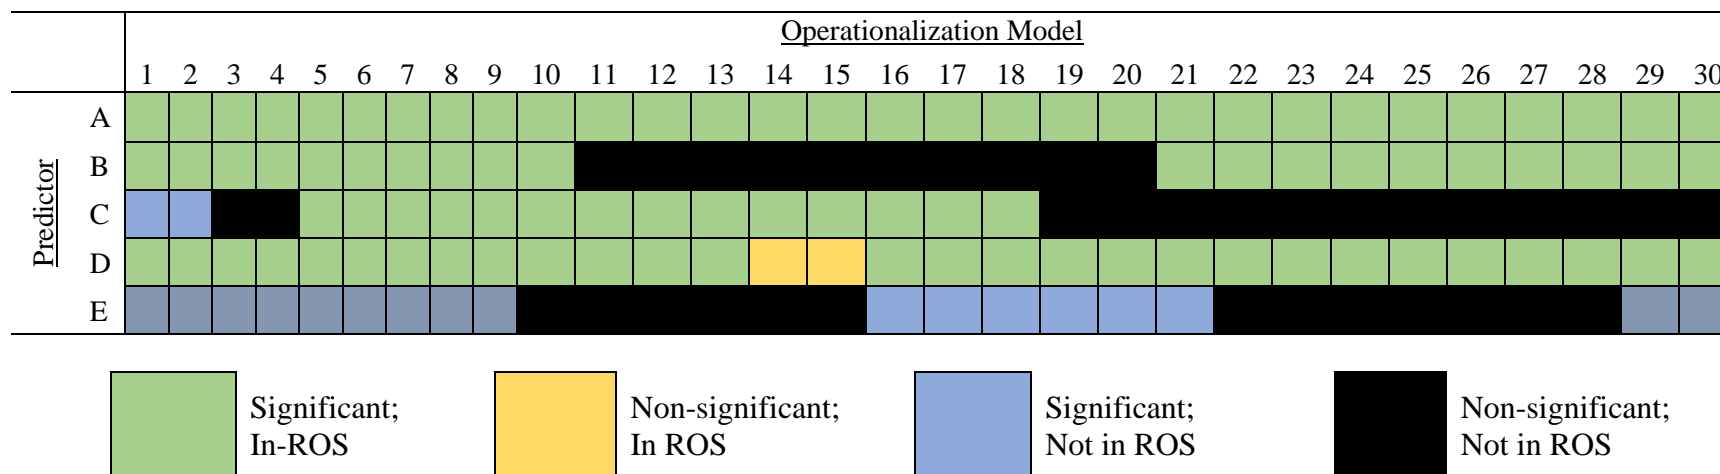 Operationalization Model
1 2 3 4 5 6 7 8 9 10 11 12 13 14 15 16 17 18 19 20 21 22 23 24 25 26 27 28 29 30
Predictor
A
B
C
D
E
Significant;
In-ROS
Non-significant;
In ROS
Significant;
Not in ROS
Non-significant;
Not in ROS